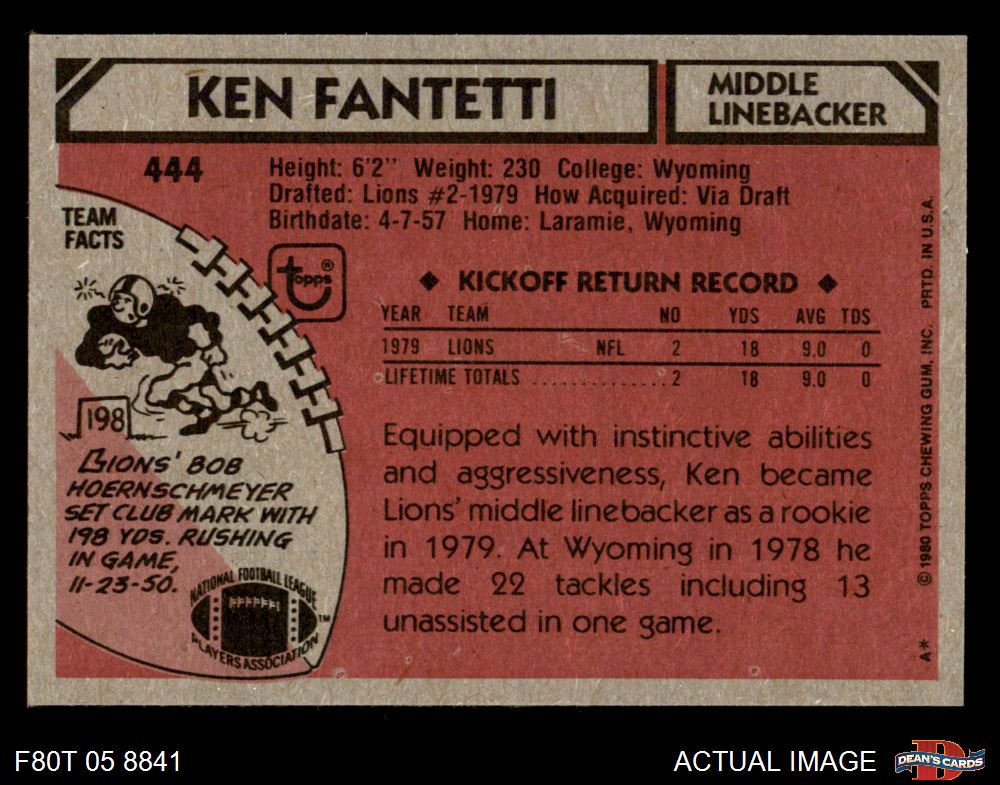 KEN FANTETTI
MIDDLE
LINEBACKER
444
Height: 6'2" Weight: 230 College: Wyoming
Drafted: Lions #2-1979 How Acquired: Via Draft
Birthdate: 4-7-57 Home: Laramie, Wyoming
TEAM
FACTS
198
LIONS' BOB
HOERNSCHMEYER
SET CLUB MARK WITH
198 YDS. RUSHING
IN GAME,
11-23-50.
NATIONAL FOOTBALL LEAGUE
PLAYERS ASSOCIATION
TM
topps®
◆ KICKOFF RETURN RECORD ◆
YEAR TEAM NO YDS AVG TDS
1979 LIONS NFL 2 18 9.0 0
LIFETIME TOTALS ............. 2 18 9.0 0
Equipped with instinctive abilities
and aggressiveness, Ken became
Lions' middle linebacker as a rookie
in 1979. At Wyoming in 1978 he
made 22 tackles including 13
unassisted in one game.
A* © 1980 TOPPS CHEWING GUM, INC. PRTD. IN U.S.A.
F80T 05 8841
ACTUAL IMAGE
D
DEAN'S CARDS